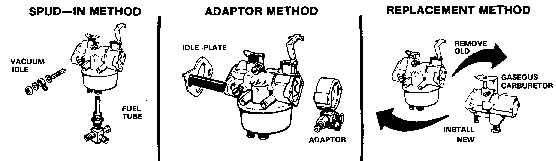 SPUD—IN METHOD
VACUUM
IDLE
FUEL
TUBE
ADAPTOR METHOD
IDLE-PLATE
ADAPTOR
REPLACEMENT METHOD
REMOVE
OLD
GASEOUS
CARBURETOR
INSTALL
NEW